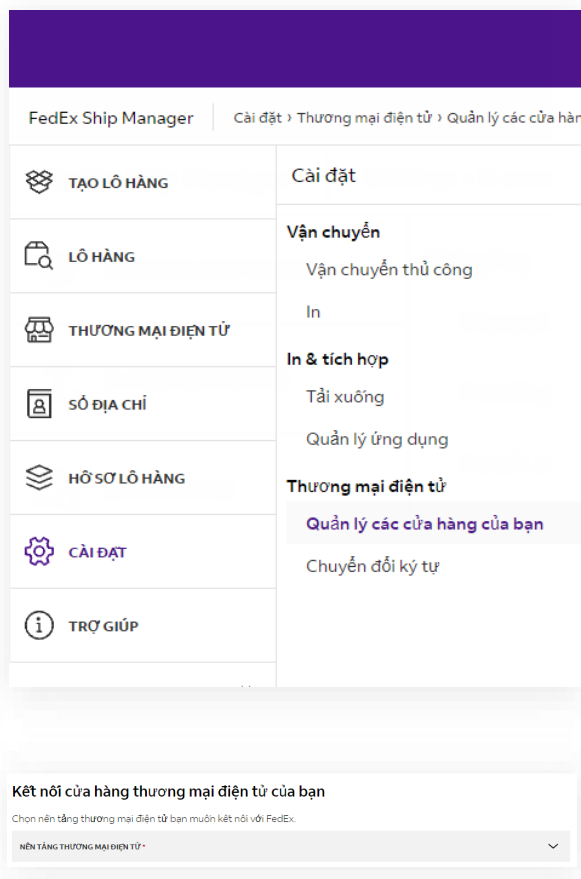 FedEx Ship Manager
Cài đặt › Thương mại điện tử › Quản lý các cửa hàn
TẠO LÔ HÀNG
LÔ HÀNG
THƯƠNG MẠI ĐIỆN TỬ
SỔ ĐỊA CHỈ
HỒ SƠ LÔ HÀNG
CÀI ĐẶT
TRỢ GIÚP
Cài đặt
Vận chuyển
Vận chuyển thủ công
In
In & tích hợp
Tải xuống
Quản lý ứng dụng
Thương mại điện tử
Quản lý các cửa hàng của bạn
Chuyển đổi ký tự
Kết nối cửa hàng thương mại điện tử của bạn
Chọn nền tảng thương mại điện tử bạn muốn kết nối với FedEx.
NỀN TẢNG THƯƠNG MẠI ĐIỆN TỬ *